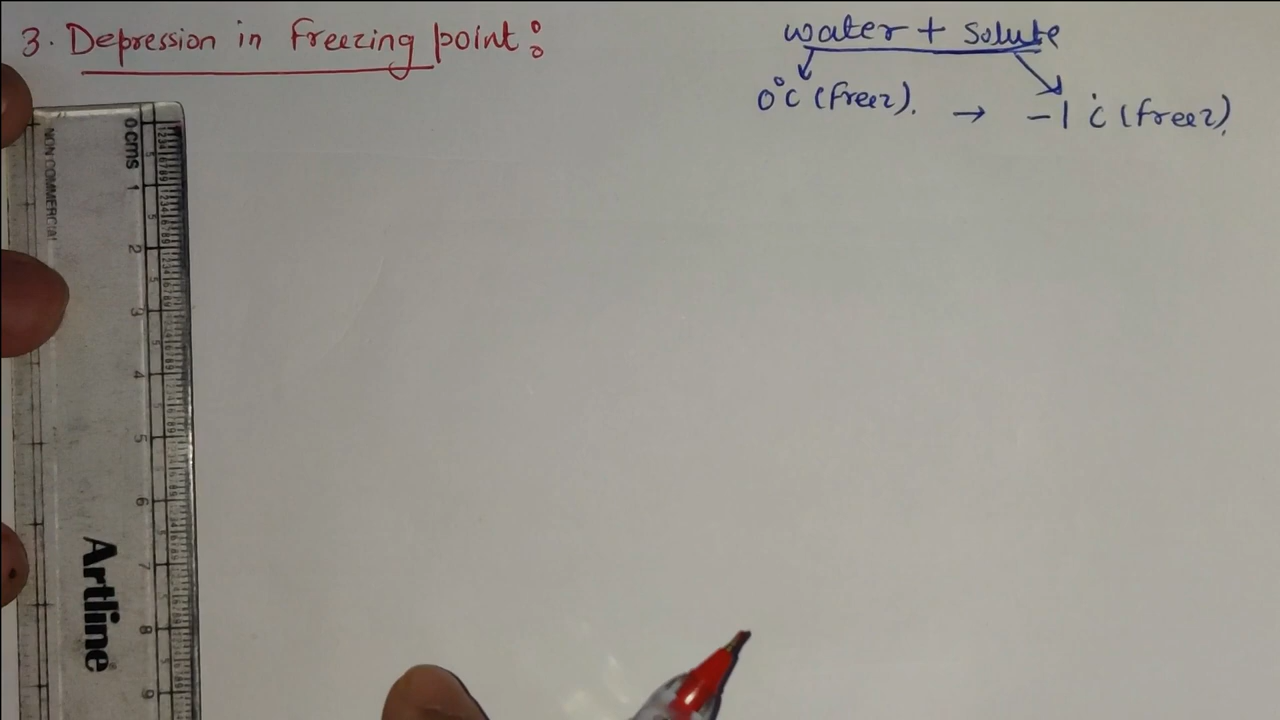 3. Depression in freezing point:
water + solute
0°C (freez). → -1°C (freez).
0 cms 1 2 3 4 5 6 7 8 9
NON COMMERCIAL
Artline